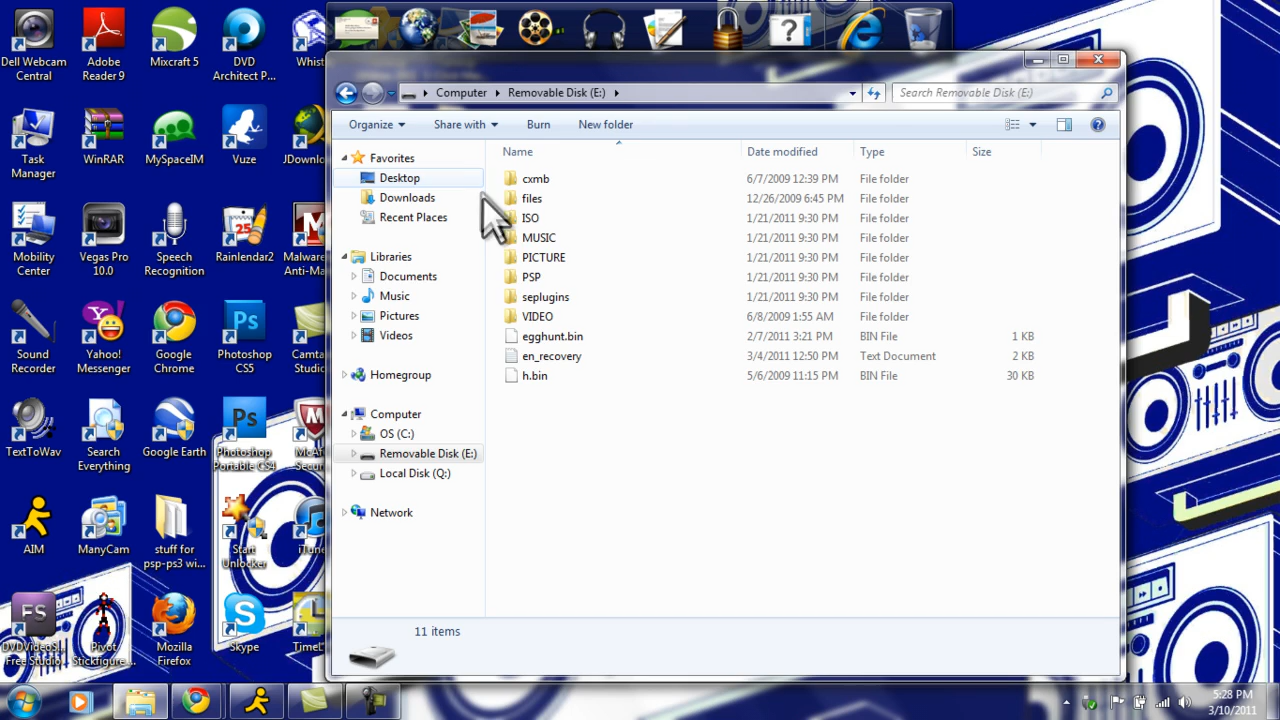 Dell Webcam Central
Adobe Reader 9
Mixcraft 5
DVD Architect P...
Whist
Task Manager
WinRAR
MySpaceIM
Vuze
JDownlo
Mobility Center
Vegas Pro 10.0
Speech Recognition
Rainlendar2
Malware Anti-Ma
Sound Recorder
Yahoo! Messenger
Google Chrome
Photoshop CS5
Camta Studio
TextToWav
Search Everything
Google Earth
Photoshop Portable CS4
McAf Secur
AIM
ManyCam
stuff for psp-ps3 wi...
Start Unlocker
iTune
DVDVideoS... Free Studio
Pivot Stickfigure...
Mozilla Firefox
Skype
TimeL
Computer
Removable Disk (E:)
Search Removable Disk (E:)
Organize
Share with
Burn
New folder
Favorites
Desktop
Downloads
Recent Places
Libraries
Documents
Music
Pictures
Videos
Homegroup
Computer
OS (C:)
Removable Disk (E:)
Local Disk (Q:)
Network
Name Date modified Type Size
cxmb 6/7/2009 12:39 PM File folder
files 12/26/2009 6:45 PM File folder
ISO 1/21/2011 9:30 PM File folder
MUSIC 1/21/2011 9:30 PM File folder
PICTURE 1/21/2011 9:30 PM File folder
PSP 1/21/2011 9:30 PM File folder
seplugins 1/21/2011 9:30 PM File folder
VIDEO 6/8/2009 1:55 AM File folder
egghunt.bin 2/7/2011 3:21 PM BIN File 1 KB
en_recovery 3/4/2011 12:50 PM Text Document 2 KB
h.bin 5/6/2009 11:15 PM BIN File 30 KB
11 items
5:28 PM
3/10/2011